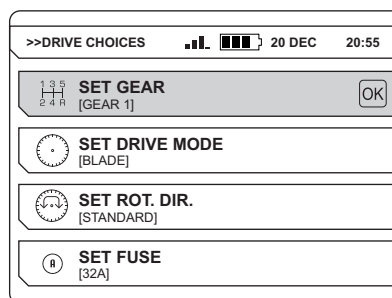 >>DRIVE CHOICES 20 DEC 20:55
1 3 5
2 4 R
SET GEAR
[GEAR 1]
OK
SET DRIVE MODE
[BLADE]
SET ROT. DIR.
[STANDARD]
A
SET FUSE
[32A]